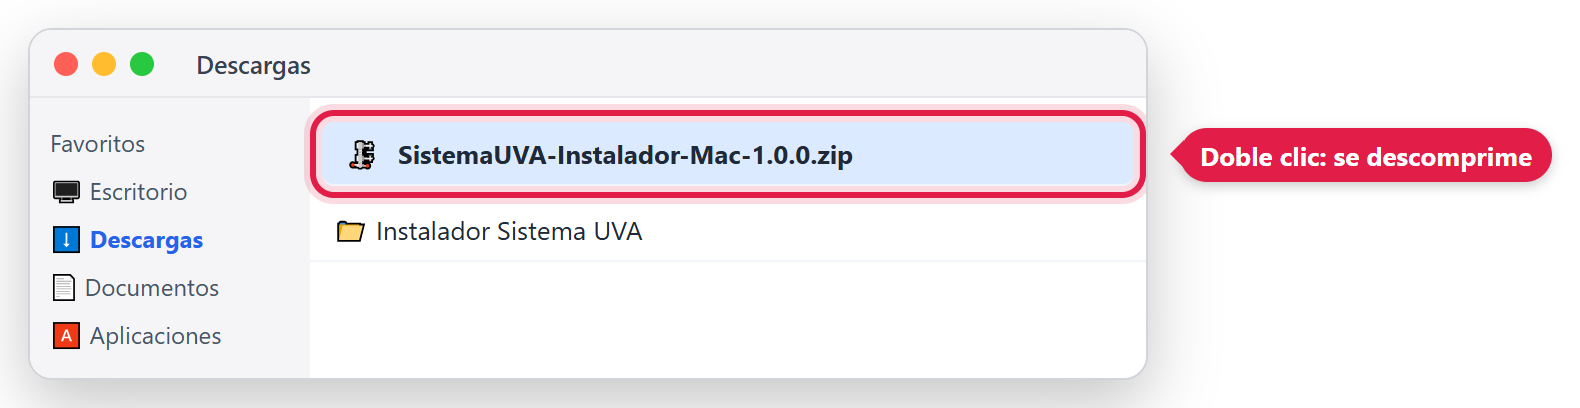 Descargas
Favoritos
Escritorio
Descargas
Documentos
Aplicaciones
SistemaUVA-Instalador-Mac-1.0.0.zip
Instalador Sistema UVA
Doble clic: se descomprime